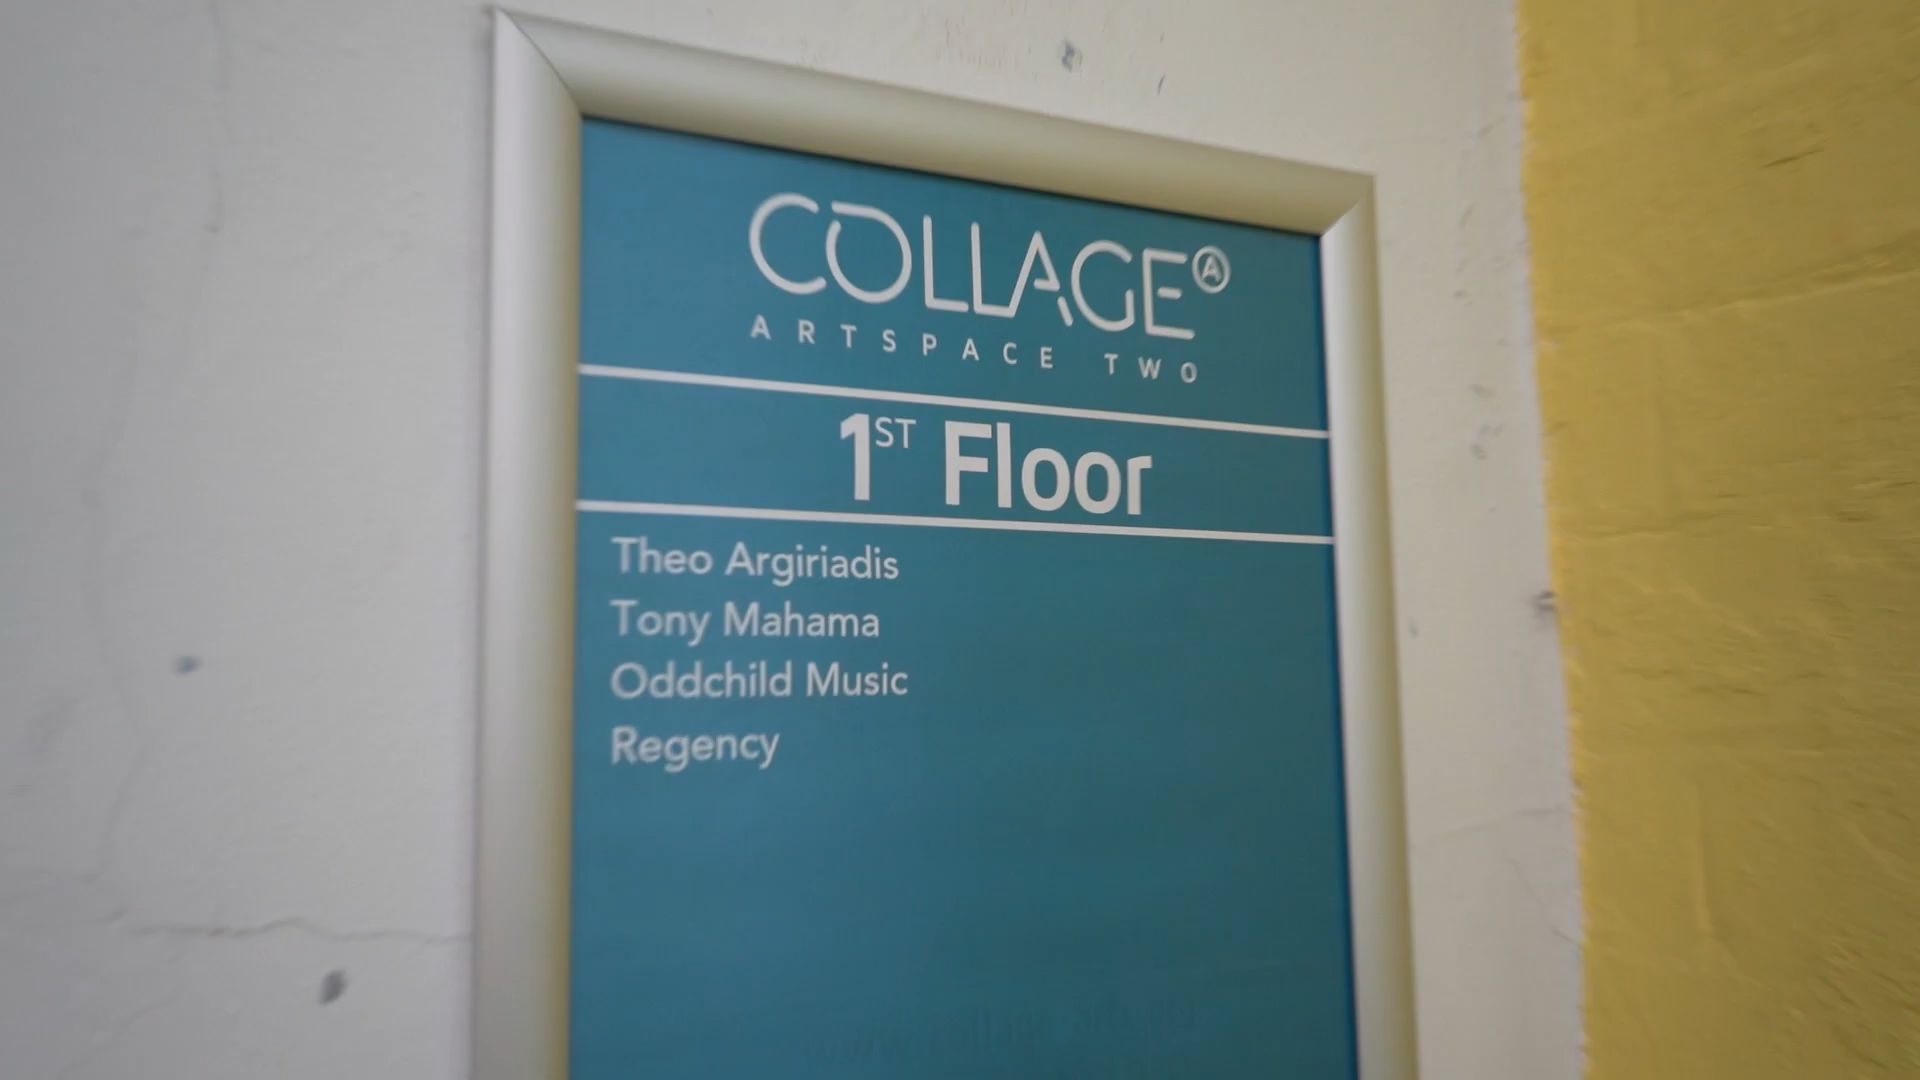 COLLAGE Ⓐ
ARTSPACE TWO
1ST Floor
Theo Argiriadis
Tony Mahama
Oddchild Music
Regency